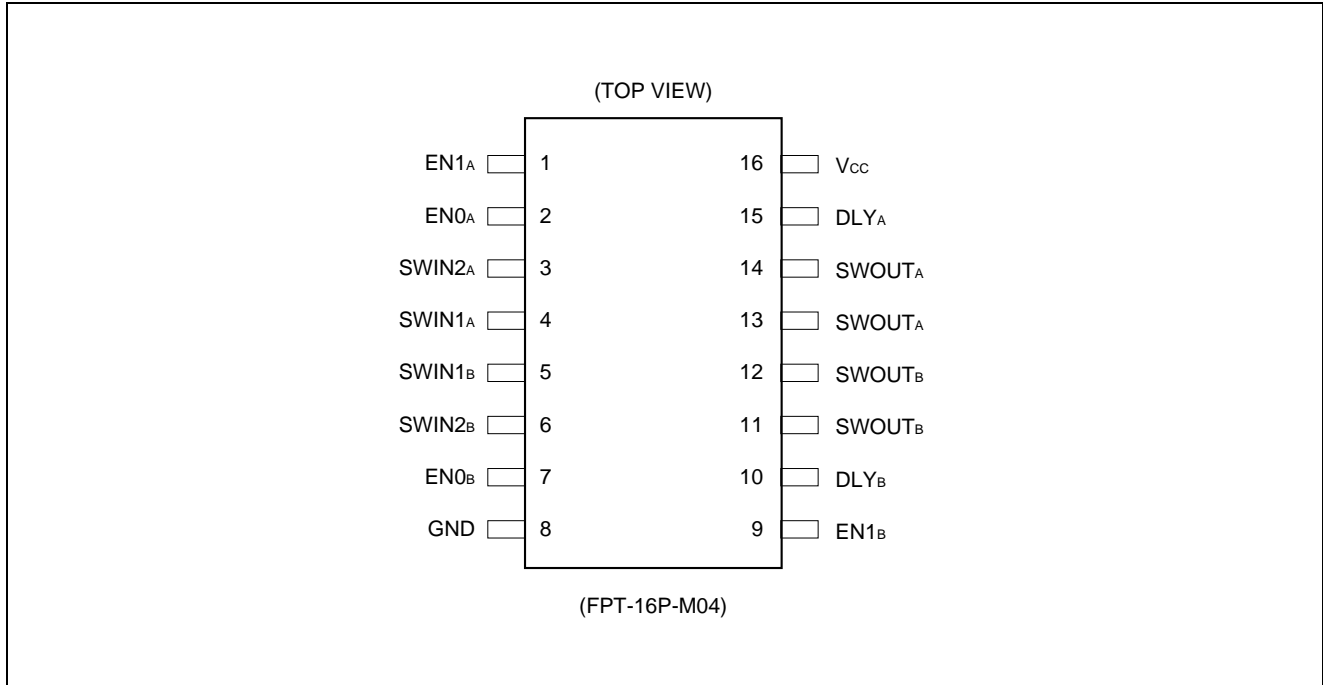 (TOP VIEW)
EN1A 1 16 VCC
EN0A 2 15 DLYA
SWIN2A 3 14 SWOUTA
SWIN1A 4 13 SWOUTA
SWIN1B 5 12 SWOUTB
SWIN2B 6 11 SWOUTB
EN0B 7 10 DLYB
GND 8 9 EN1B
(FPT-16P-M04)